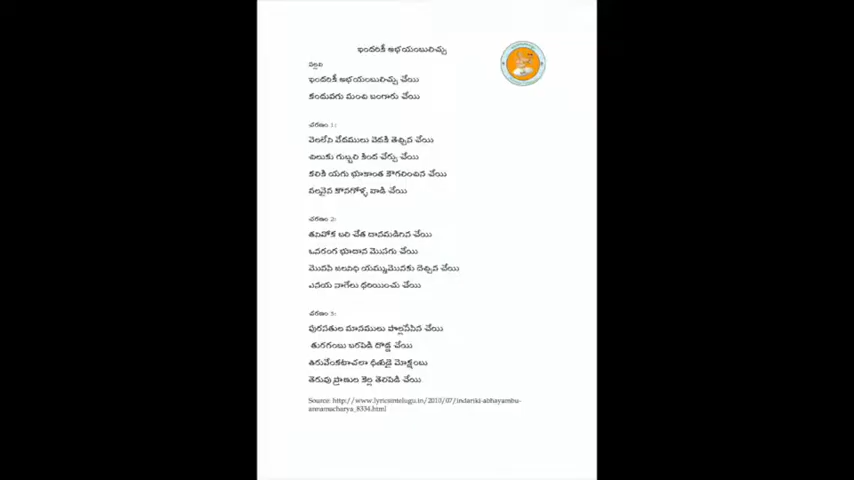 ఇందరికీ అభయంబులిచ్చు
పల్లవి
ఇందరికీ అభయంబులిచ్చు చేయి
కందువగు మంచి బంగారు చేయి
చరణం 1:
వెలలేని వేదములు వెదకి తెచ్చిన చేయి
చిలుకు గుబ్బలి కింద చేర్చు చేయి
కలికి యగు భూకాంత కౌగలించిన చేయి
వలనైన కొనగోళ్ళ వాడి చేయి
చరణం 2:
తనివోక బలి చేత దానమడిగిన చేయి
ఒనరంగ భూదాన మొసగు చేయి
మొనసి జలనిధి యమ్ముమొనకు దెచ్చిన చేయి
ఎనయ నాగేలు ధరియించు చేయి
చరణం 3:
పురసతుల మానములు పొల్లసేసిన చేయి
తురగంబు బరపెడి దొడ్డ చేయి
తిరువేంకటాచలా ధీశుడై మోక్షంబు
తెరువు ప్రాణుల కెల్ల తెలిపెడి చేయి
Source: http://www.lyricsintelugu.in/2010/07/indariki-abhayambu-
annamacharya_8334.html